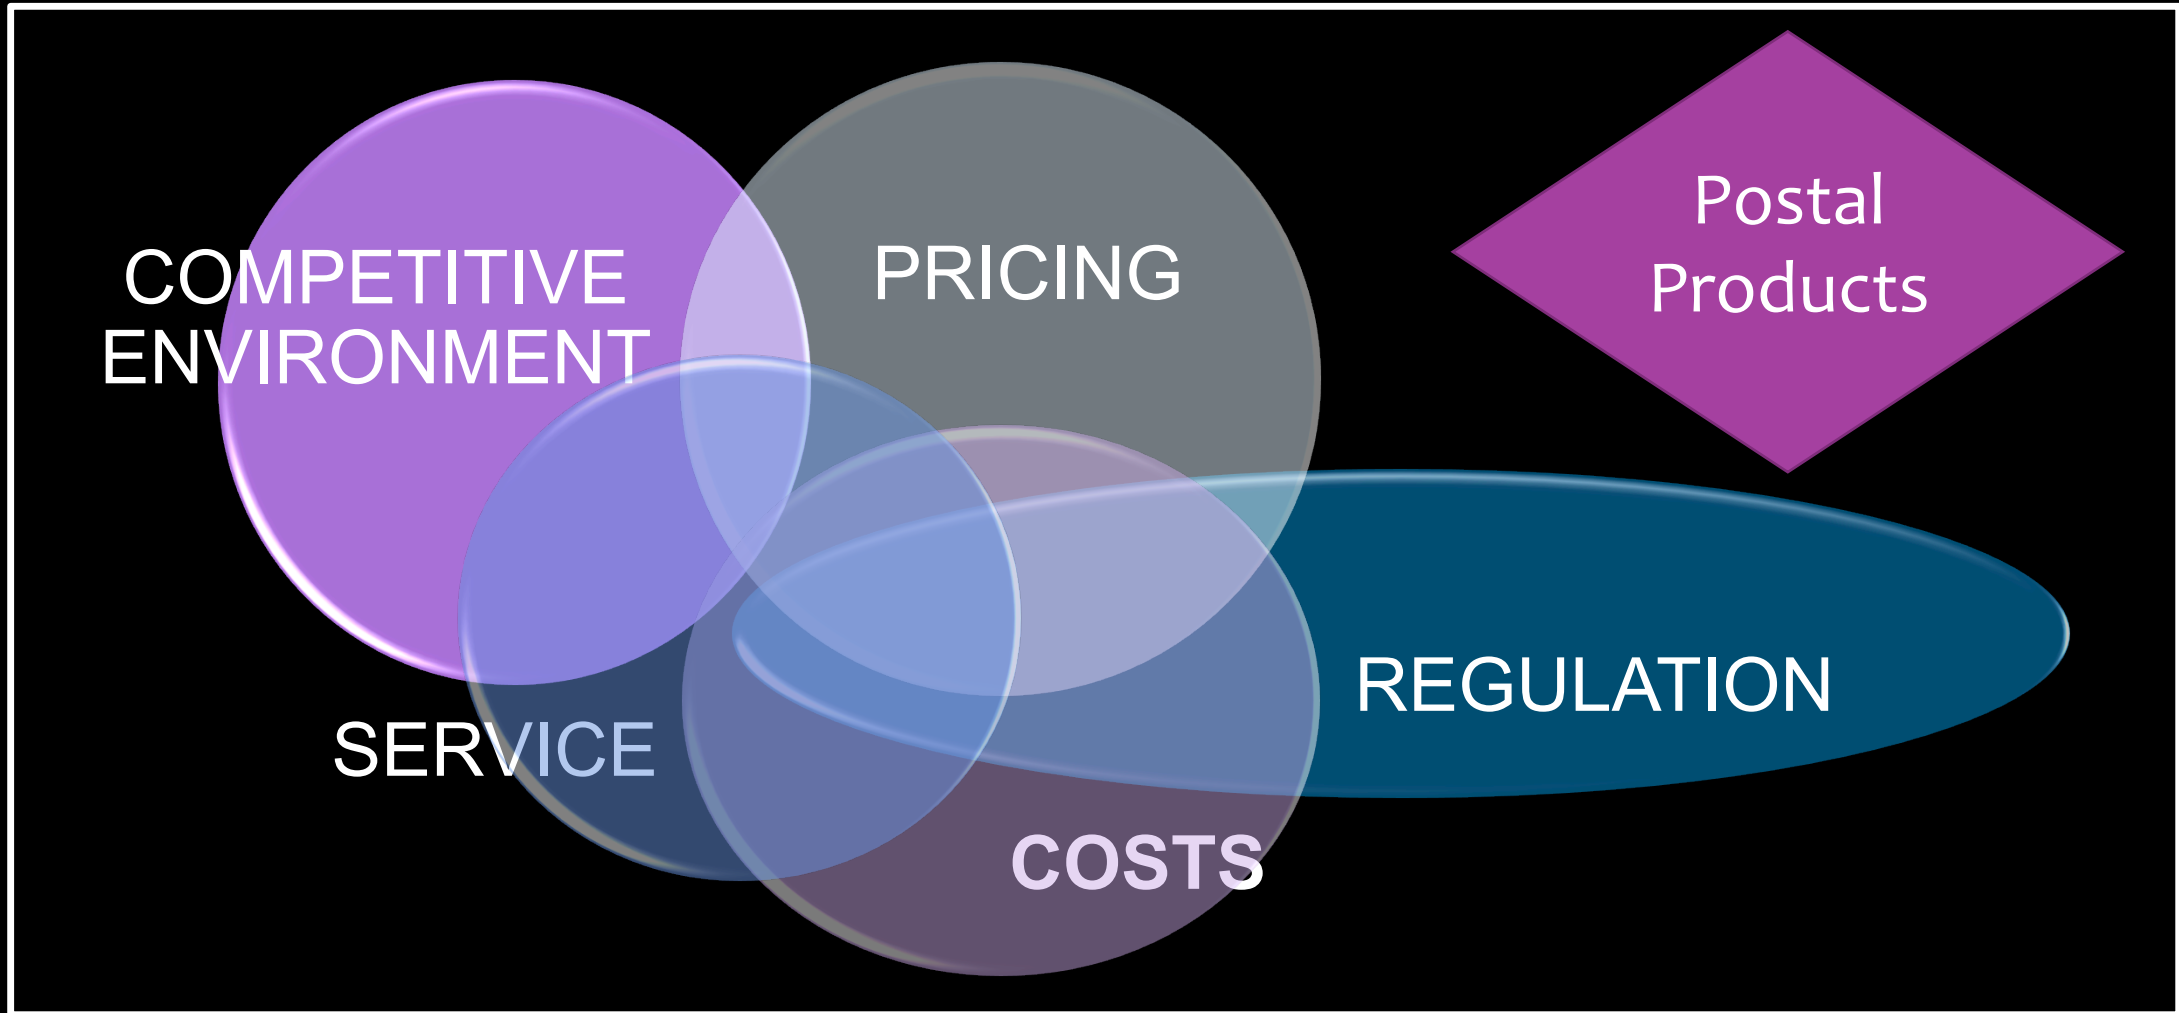 COMPETITIVE
ENVIRONMENT
PRICING
Postal
Products
REGULATION
SERVICE
COSTS